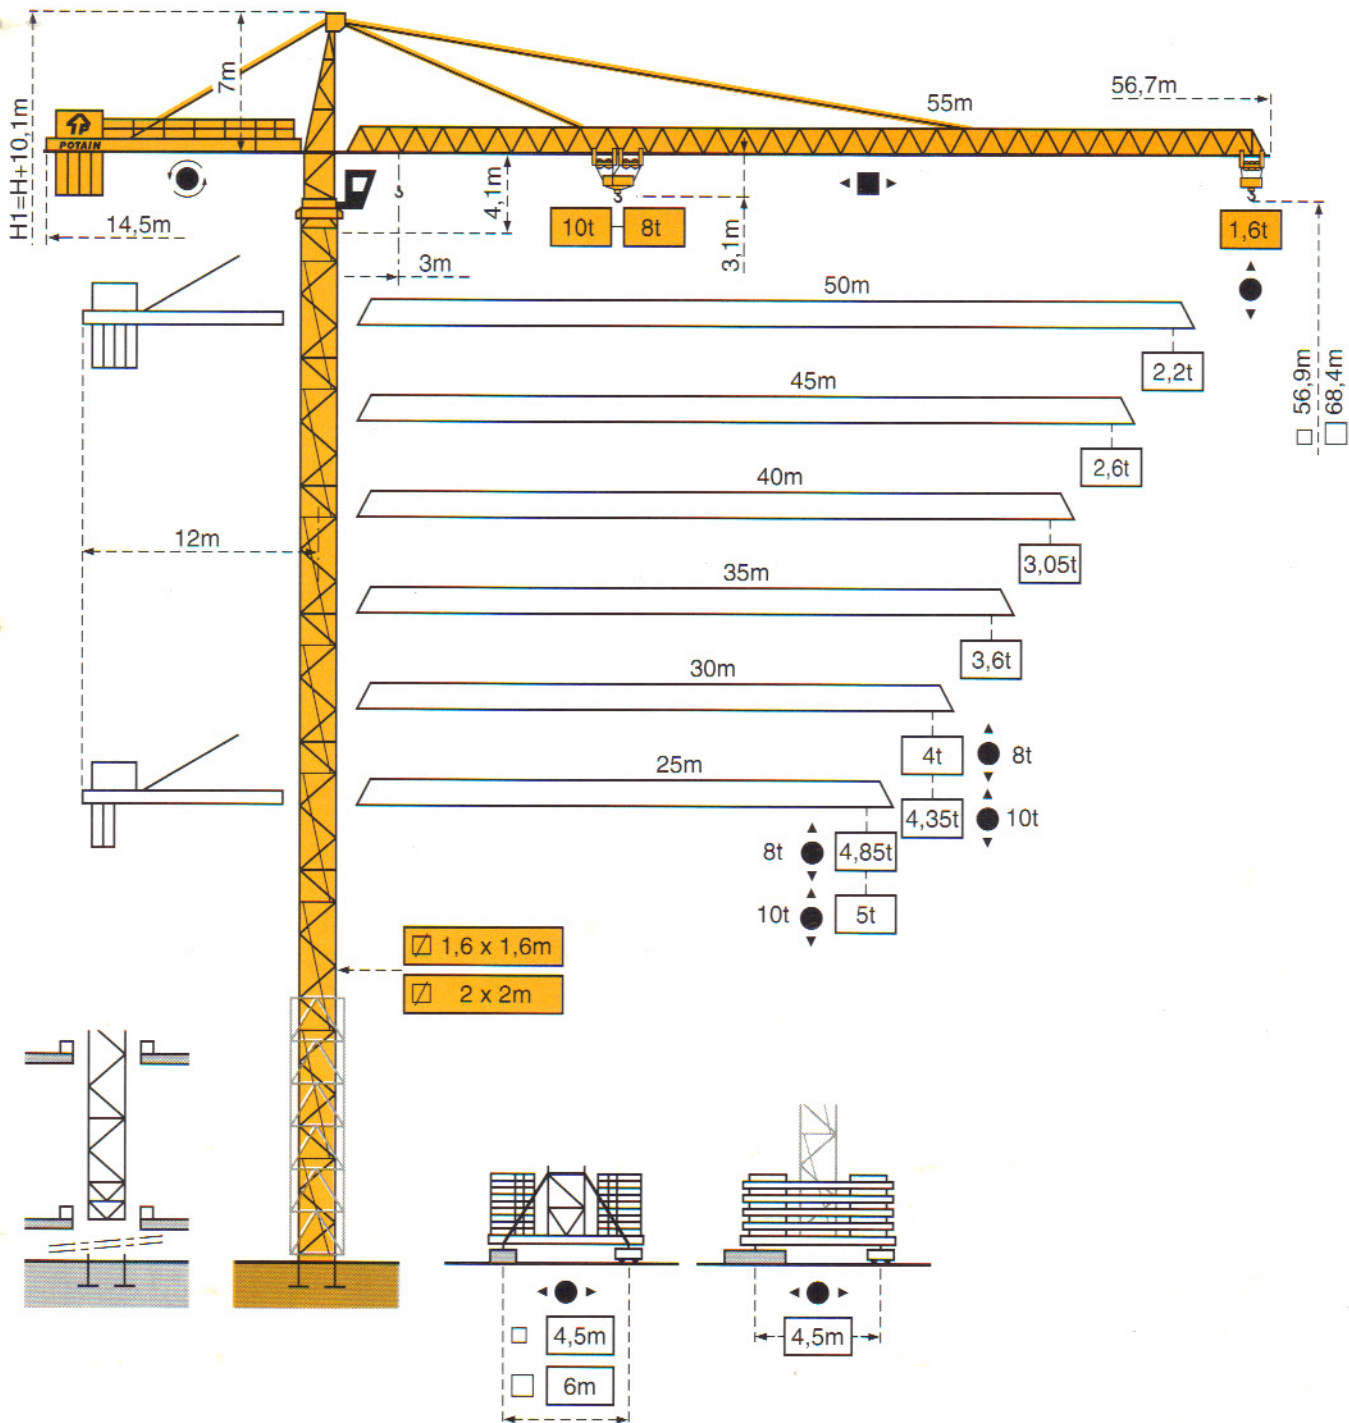 H1=H+10,1m
7m
56,7m
55m
POTAIN
14,5m
4,1m
3m
10t
8t
3,1m
1,6t
50m
2,2t
56,9m
68,4m
45m
2,6t
40m
3,05t
12m
35m
3,6t
30m
4t
8t
25m
4,35t
10t
8t
4,85t
10t
5t
1,6 x 1,6m
2 x 2m
4,5m
4,5m
6m